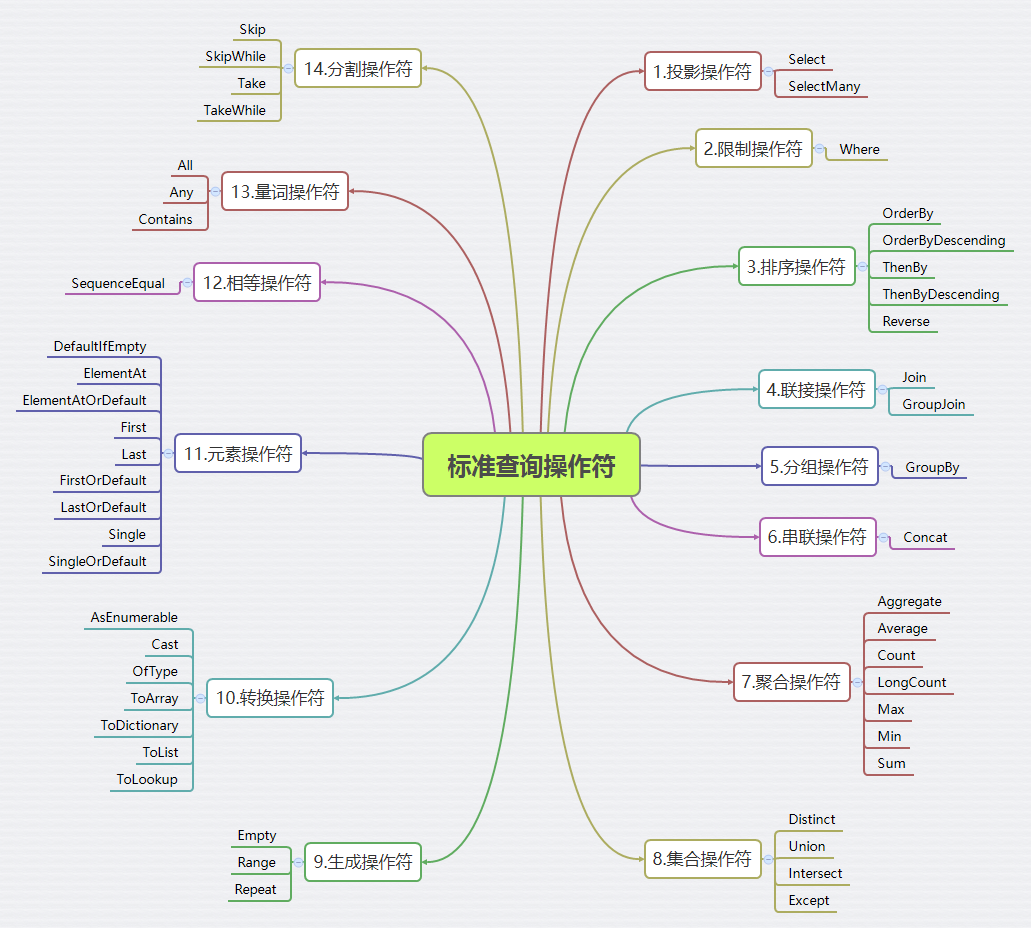 标准查询操作符
1.投影操作符
Select
SelectMany
2.限制操作符
Where
3.排序操作符
OrderBy
OrderByDescending
ThenBy
ThenByDescending
Reverse
4.联接操作符
Join
GroupJoin
5.分组操作符
GroupBy
6.串联操作符
Concat
7.聚合操作符
Aggregate
Average
Count
LongCount
Max
Min
Sum
8.集合操作符
Distinct
Union
Intersect
Except
9.生成操作符
Empty
Range
Repeat
10.转换操作符
AsEnumerable
Cast
OfType
ToArray
ToDictionary
ToList
ToLookup
11.元素操作符
DefaultIfEmpty
ElementAt
ElementAtOrDefault
First
Last
FirstOrDefault
LastOrDefault
Single
SingleOrDefault
12.相等操作符
SequenceEqual
13.量词操作符
All
Any
Contains
14.分割操作符
Skip
SkipWhile
Take
TakeWhile